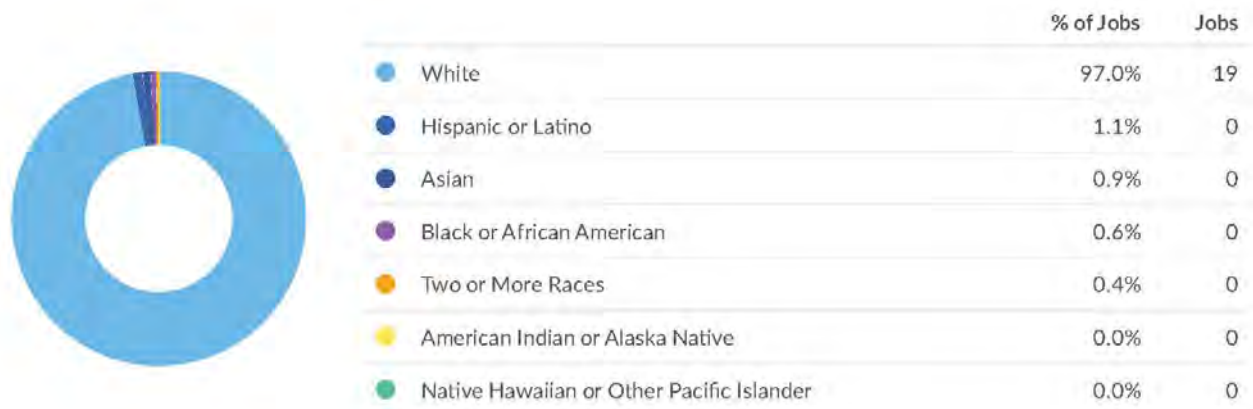 % of Jobs Jobs
White 97.0% 19
Hispanic or Latino 1.1% 0
Asian 0.9% 0
Black or African American 0.6% 0
Two or More Races 0.4% 0
American Indian or Alaska Native 0.0% 0
Native Hawaiian or Other Pacific Islander 0.0% 0